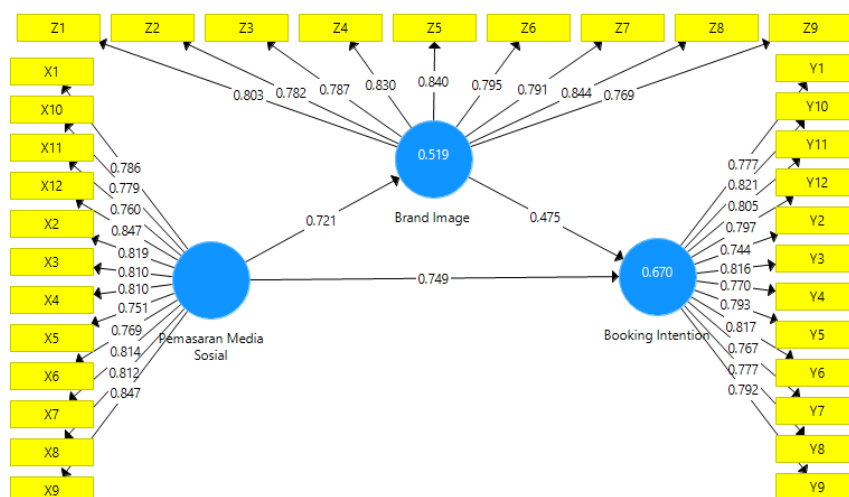 Z1 Z2 Z3 Z4 Z5 Z6 Z7 Z8 Z9
0.803 0.782 0.787 0.830 0.840 0.795 0.791 0.844 0.769
X1
X10
X11
X12
X2
X3
X4
X5
X6
X7
X8
X9
0.786
0.779
0.760
0.847
0.819
0.810
0.810
0.751
0.769
0.814
0.812
0.847
Pemasaran Media
Sosial
0.721
0.519
Brand Image
0.475
0.749
0.670
Booking Intention
0.777
0.821
0.805
0.797
0.744
0.816
0.770
0.793
0.817
0.767
0.777
0.792
Y1
Y10
Y11
Y12
Y2
Y3
Y4
Y5
Y6
Y7
Y8
Y9